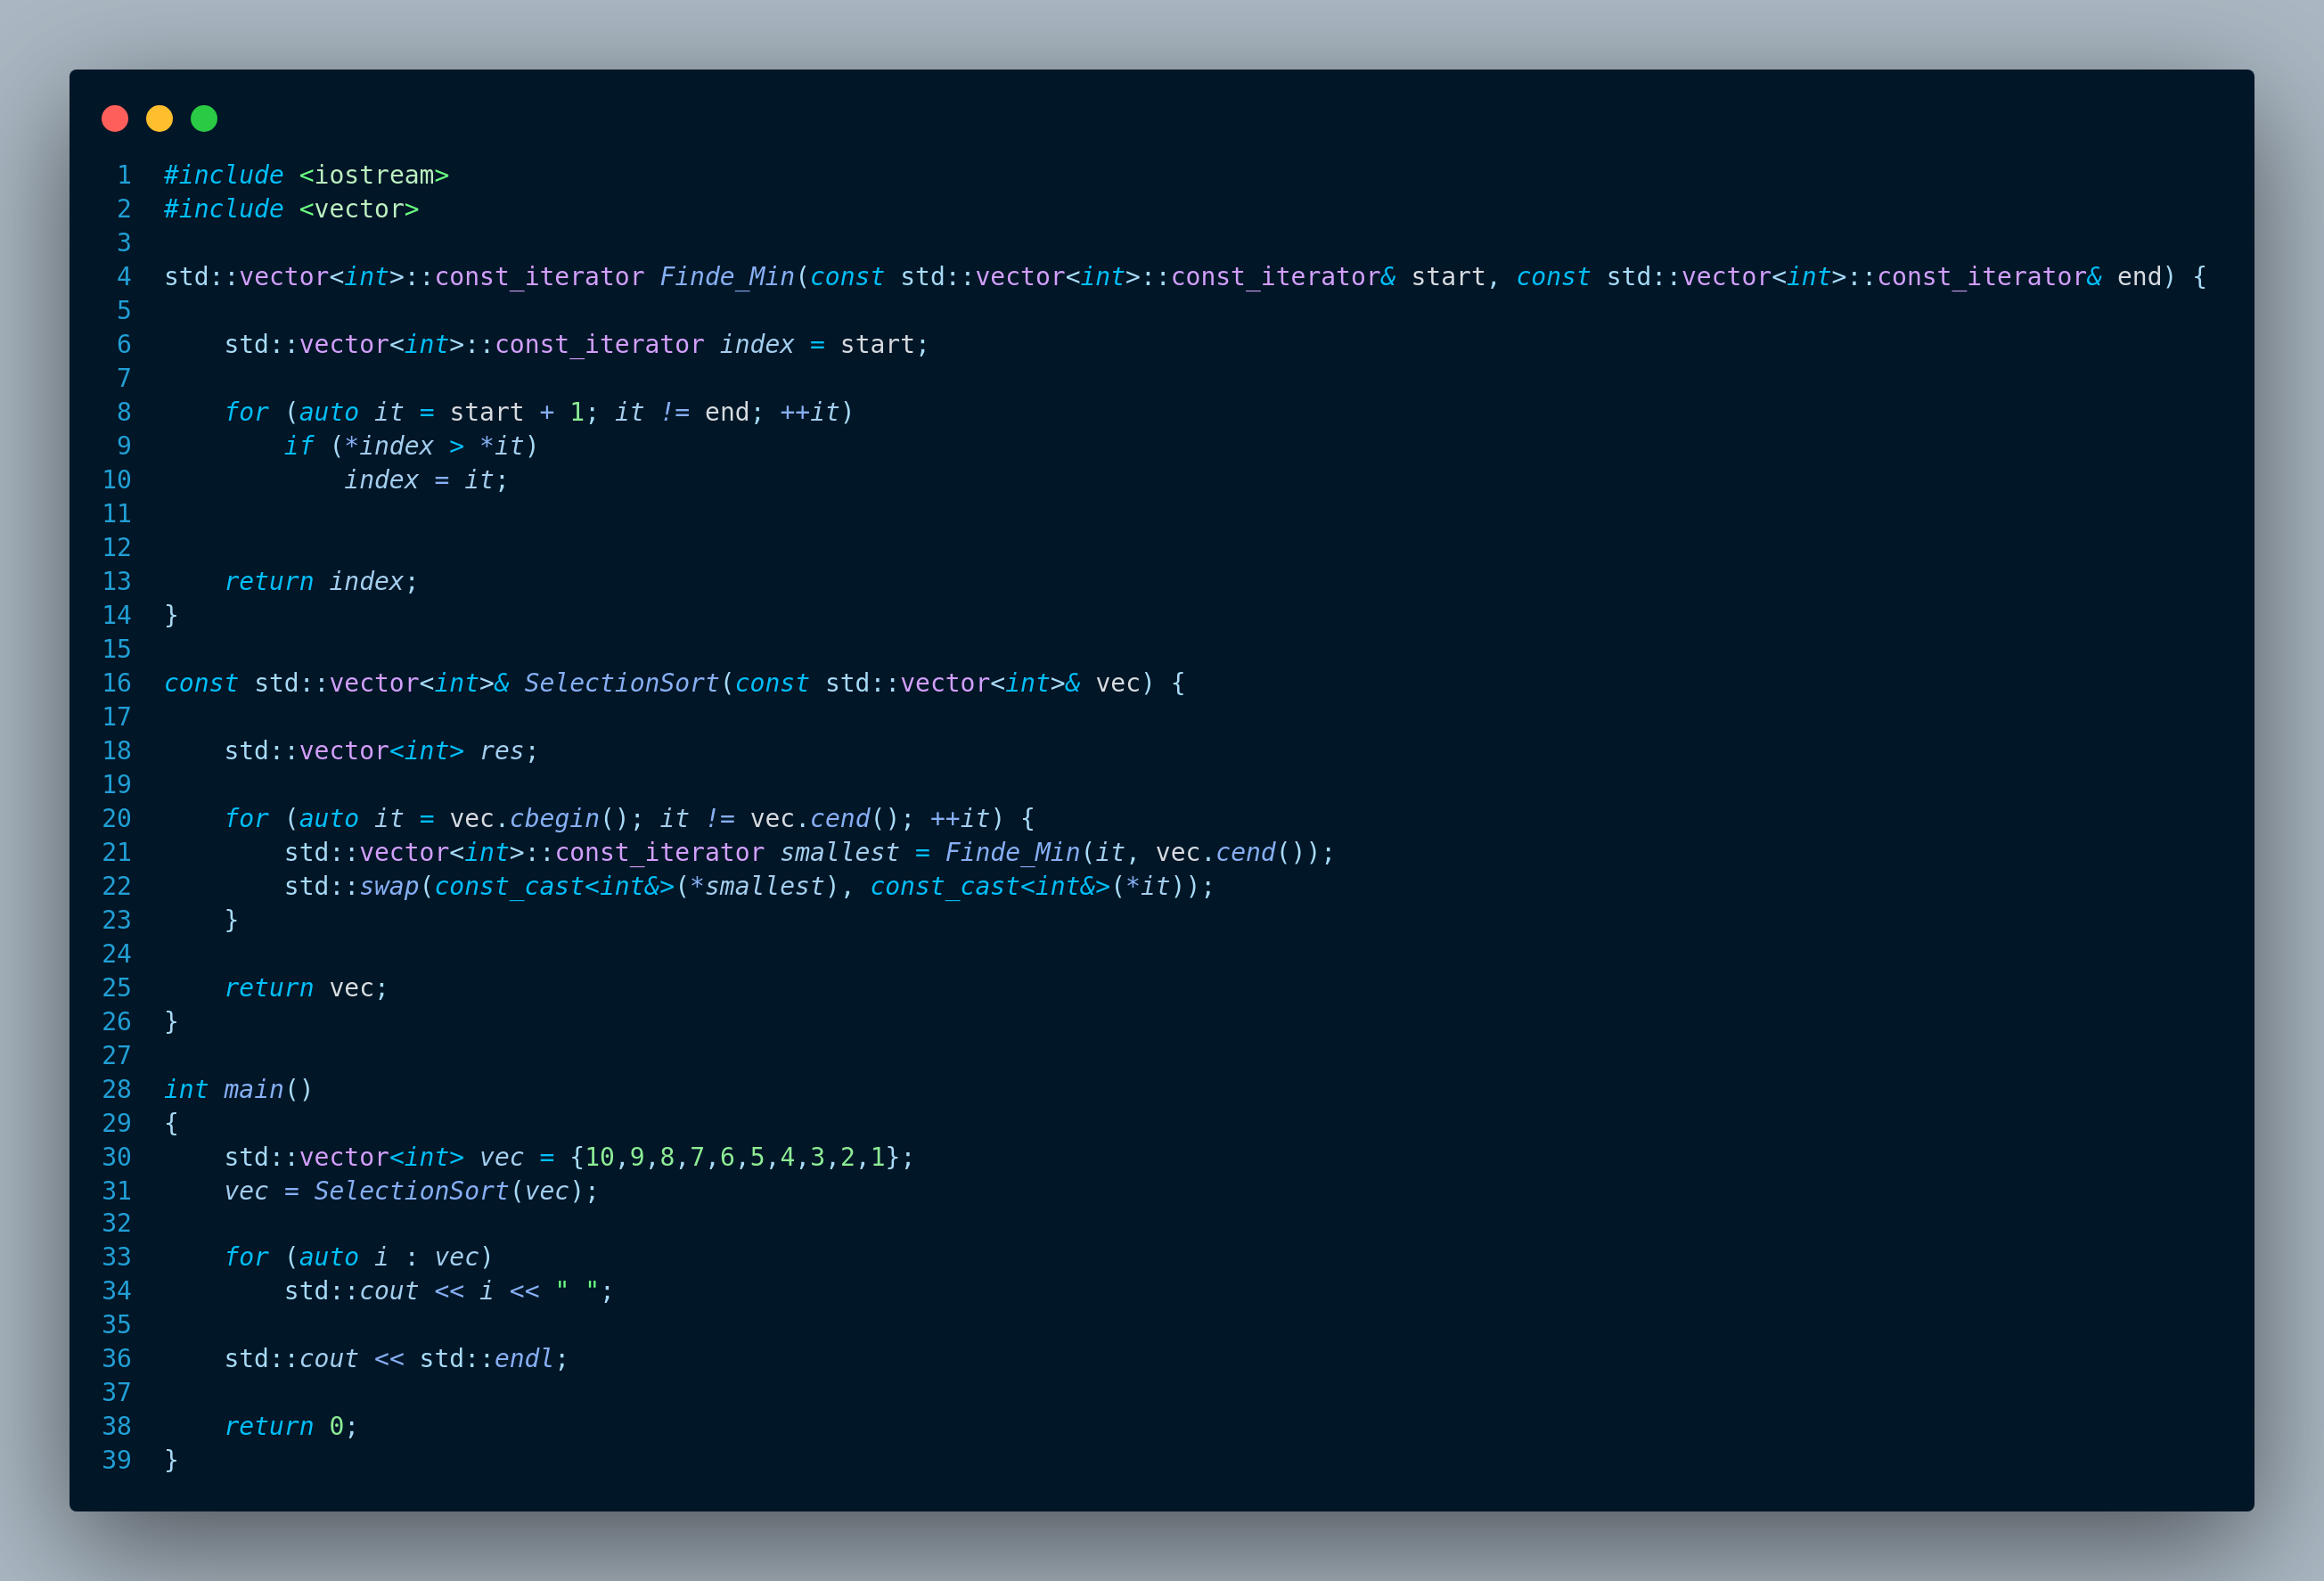 1 #include <iostream>
2 #include <vector>
3
4 std::vector<int>::const_iterator Finde_Min(const std::vector<int>::const_iterator& start, const std::vector<int>::const_iterator& end) {
5
6     std::vector<int>::const_iterator index = start;
7
8     for (auto it = start + 1; it != end; ++it)
9         if (*index > *it)
10             index = it;
11
12
13     return index;
14 }
15
16 const std::vector<int>& SelectionSort(const std::vector<int>& vec) {
17
18     std::vector<int> res;
19
20     for (auto it = vec.cbegin(); it != vec.cend(); ++it) {
21         std::vector<int>::const_iterator smallest = Finde_Min(it, vec.cend());
22         std::swap(const_cast<int&>(*smallest), const_cast<int&>(*it));
23     }
24
25     return vec;
26 }
27
28 int main()
29 {
30     std::vector<int> vec = {10,9,8,7,6,5,4,3,2,1};
31     vec = SelectionSort(vec);
32
33     for (auto i : vec)
34         std::cout << i << " ";
35
36     std::cout << std::endl;
37
38     return 0;
39 }